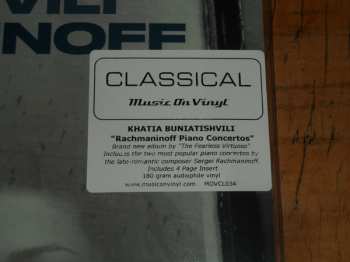 VILI
NOFF
CLASSICAL
Music On Vinyl
KHATIA BUNIATISHVILI
"Rachmaninoff Piano Concertos"
Brand new album by "The Fearless Virtuoso"
Includes the two most popular piano concertos by
the late-romantic composer Sergei Rachmaninoff.
Includes 4 Page Insert
180 gram audiophile vinyl
www.musiconvinyl.com MOVCL034